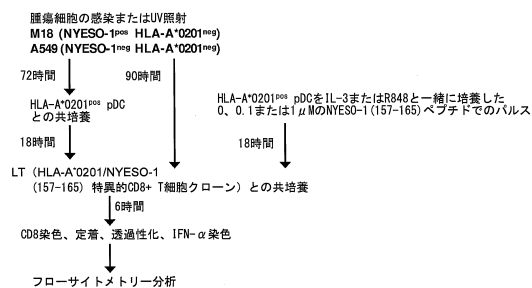 腫瘍細胞の感染またはUV照射
M18 (NYESO-1pos HLA-A*0201neg)
A549(NYESO-1neg HLA-A*0201neg)
72時間
90時間
HLA-A*0201pos pDC
との共培養
HLA-A*0201pos pDCをIL-3またはR848と一緒に培養した
0、0.1または1μMのNYESO-1(157-165)ペプチドでのパルス
18時間
18時間
LT (HLA-A*0201/NYESO-1
(157-165) 特異的CD8+ T細胞クローン)との共培養
6時間
CD8染色、定着、透過性化、IFN-α染色
フローサイトメトリー分析